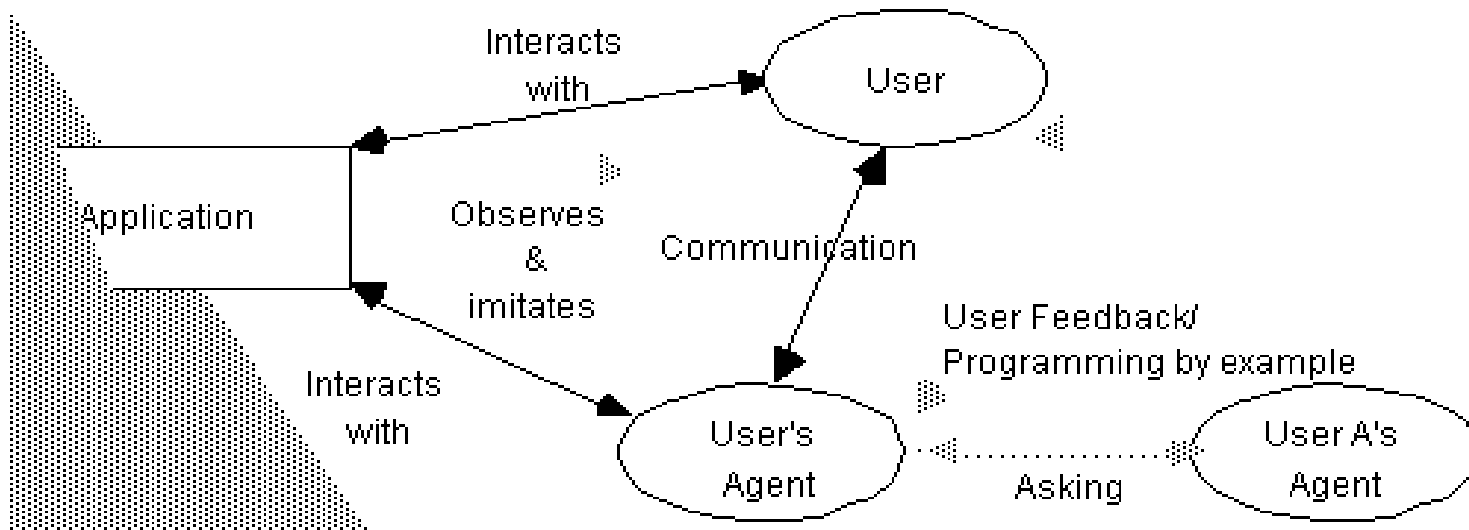 Interacts
with
User
Application
Observes
&
imitates
Communication
User Feedback/
Programming by example
Interacts
with
User's
Agent
Asking
User A's
Agent